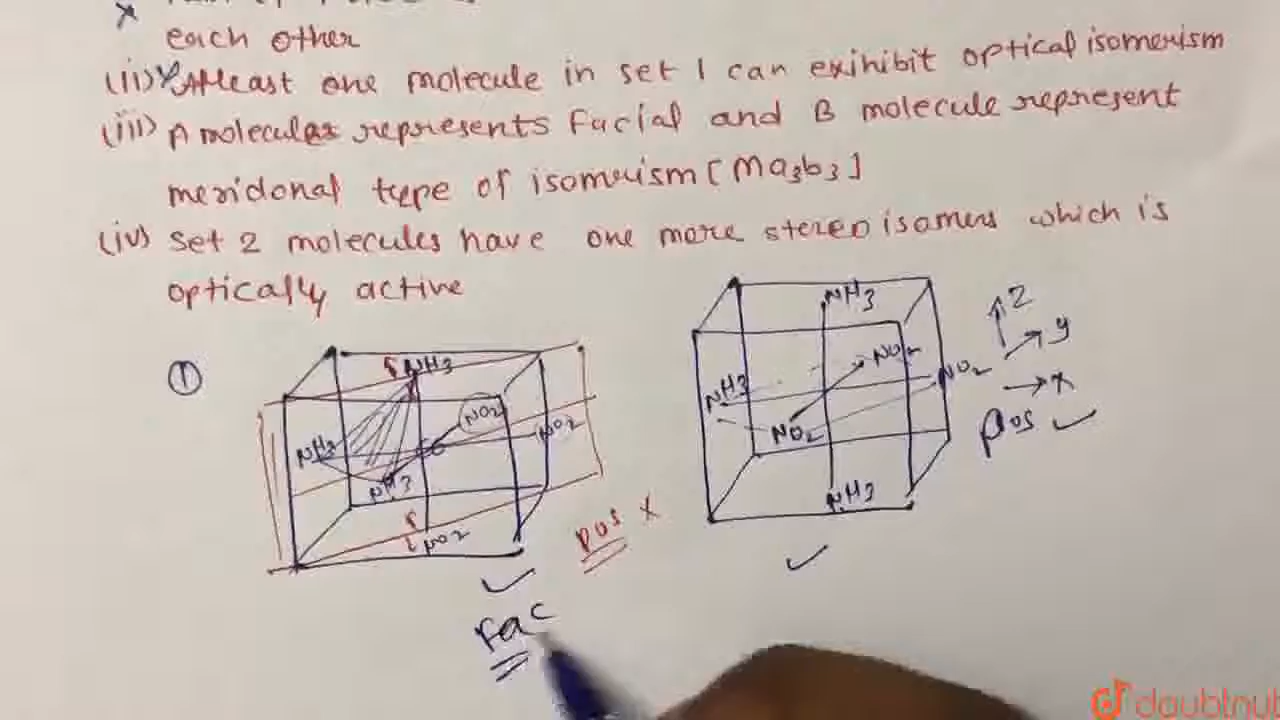 each other
(ii) Atleast one molecule in set 1 can exihibit optical isomerism
(iii) A molecules represents facial and B molecule represent
meridonal type of isomerism [Ma3b3]
(iv) Set 2 molecules have one more stereo isomers which is
optically active
①
NH3
NO2
NH3
NO2
NH3
NO2
Pos x
fac
NH3
NO2
NH3
NO2
NO2
NH3
z
y
x
pos ✓
doubtnut